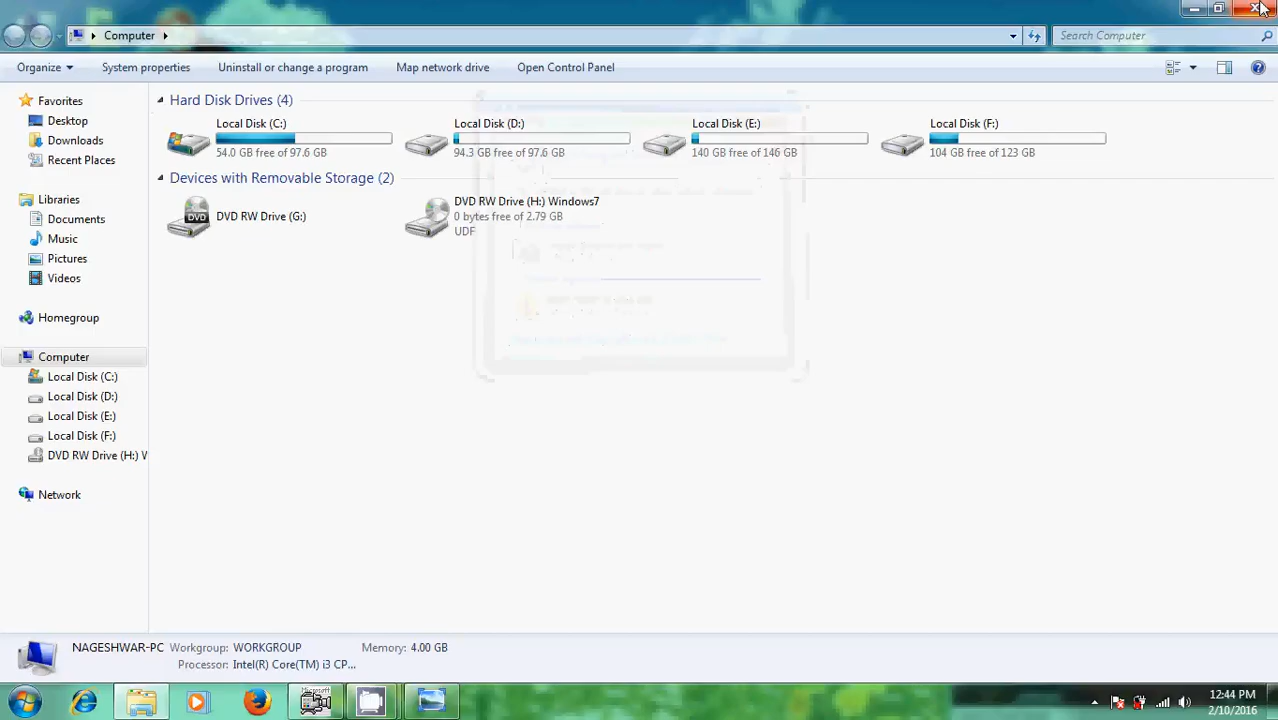 Computer
Search Computer
Organize
System properties
Uninstall or change a program
Map network drive
Open Control Panel
Favorites
Desktop
Downloads
Recent Places
Libraries
Documents
Music
Pictures
Videos
Homegroup
Computer
Local Disk (C:)
Local Disk (D:)
Local Disk (E:)
Local Disk (F:)
DVD RW Drive (H:) W
Network
Hard Disk Drives (4)
Local Disk (C:)
54.0 GB free of 97.6 GB
Local Disk (D:)
94.3 GB free of 97.6 GB
Local Disk (E:)
140 GB free of 146 GB
Local Disk (F:)
104 GB free of 123 GB
Devices with Removable Storage (2)
DVD
DVD RW Drive (G:)
DVD RW Drive (H:) Windows7
0 bytes free of 2.79 GB
UDF
NAGESHWAR-PC Workgroup: WORKGROUP Memory: 4.00 GB
Processor: Intel(R) Core(TM) i3 CP...
12:44 PM
2/10/2016